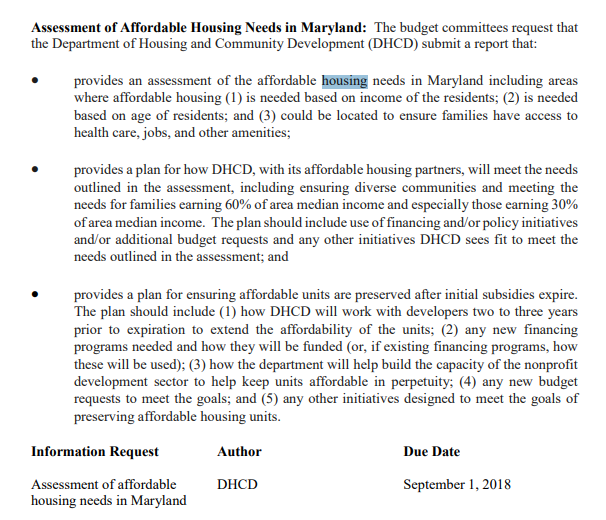 Assessment of Affordable Housing Needs in Maryland: The budget committees request that
the Department of Housing and Community Development (DHCD) submit a report that:
• provides an assessment of the affordable housing needs in Maryland including areas
where affordable housing (1) is needed based on income of the residents; (2) is needed
based on age of residents; and (3) could be located to ensure families have access to
health care, jobs, and other amenities;
• provides a plan for how DHCD, with its affordable housing partners, will meet the needs
outlined in the assessment, including ensuring diverse communities and meeting the
needs for families earning 60% of area median income and especially those earning 30%
of area median income. The plan should include use of financing and/or policy initiatives
and/or additional budget requests and any other initiatives DHCD sees fit to meet the
needs outlined in the assessment; and
• provides a plan for ensuring affordable units are preserved after initial subsidies expire.
The plan should include (1) how DHCD will work with developers two to three years
prior to expiration to extend the affordability of the units; (2) any new financing
programs needed and how they will be funded (or, if existing financing programs, how
these will be used); (3) how the department will help build the capacity of the nonprofit
development sector to help keep units affordable in perpetuity; (4) any new budget
requests to meet the goals; and (5) any other initiatives designed to meet the goals of
preserving affordable housing units.
Information Request Author Due Date
Assessment of affordable DHCD September 1, 2018
housing needs in Maryland